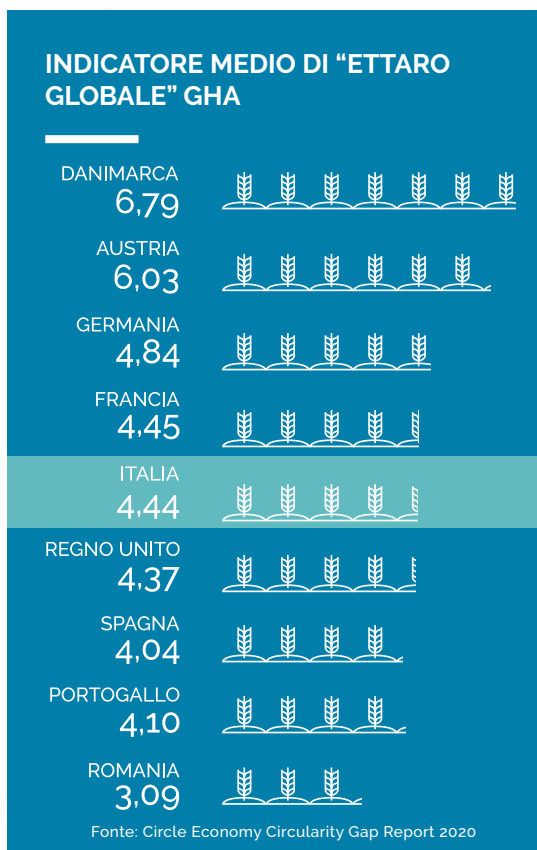 INDICATORE MEDIO DI “ETTARO
GLOBALE” GHA
DANIMARCA
6,79
AUSTRIA
6,03
GERMANIA
4,84
FRANCIA
4,45
ITALIA
4,44
REGNO UNITO
4,37
SPAGNA
4,04
PORTOGALLO
4,10
ROMANIA
3,09
Fonte: Circle Economy Circularity Gap Report 2020